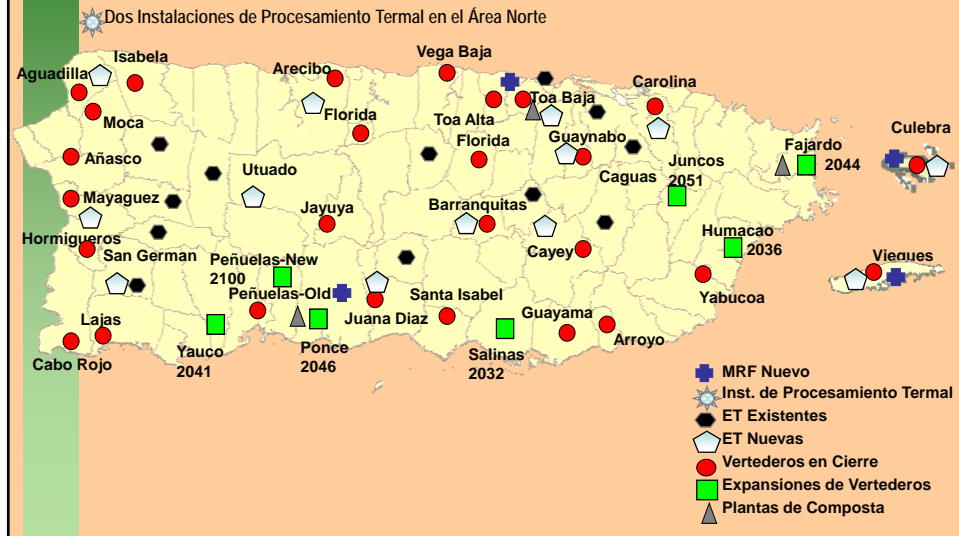 Dos Instalaciones de Procesamiento Termal en el Área Norte
Isabela
Aguadilla
Moca
Añasco
Mayaguez
Hormigueros
San German
Lajas
Cabo Rojo
Arecibo
Florida
Utuado
Jayuya
Peñuelas-New
2100
Peñuelas-Old
Yauco
2041
Ponce
2046
Juana Diaz
Vega Baja
Toa Alta
Toa Baja
Florida
Guaynabo
Barranquitas
Cayey
Caguas
Santa Isabel
Salinas
2032
Guayama
Arroyo
Carolina
Juncos
2051
Humacao
2036
Yabucoa
Fajardo
2044
Culebra
Vieques
MRF Nuevo
Inst. de Procesamiento Termal
ET Existentes
ET Nuevas
Vertederos en Cierre
Expansiones de Vertederos
Plantas de Composta